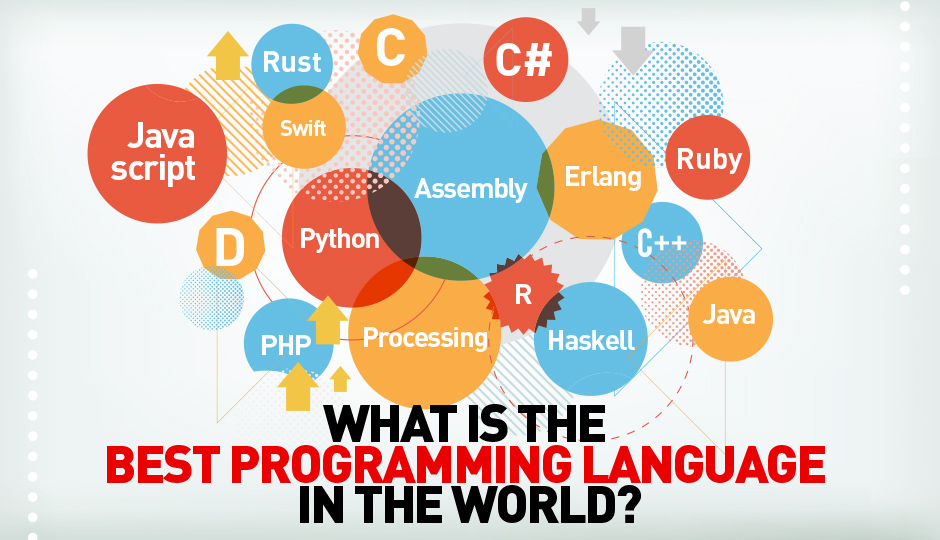 C
C#
Rust
Swift
Java
script
Assembly
Erlang
Ruby
D
Python
C++
R
Processing
Haskell
Java
PHP
WHAT IS THE
BEST PROGRAMMING LANGUAGE
IN THE WORLD?